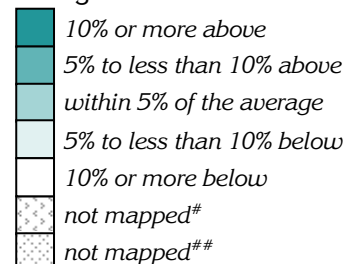 10% or more above
5% to less than 10% above
within 5% of the average
5% to less than 10% below
10% or more below
not mapped#
not mapped##